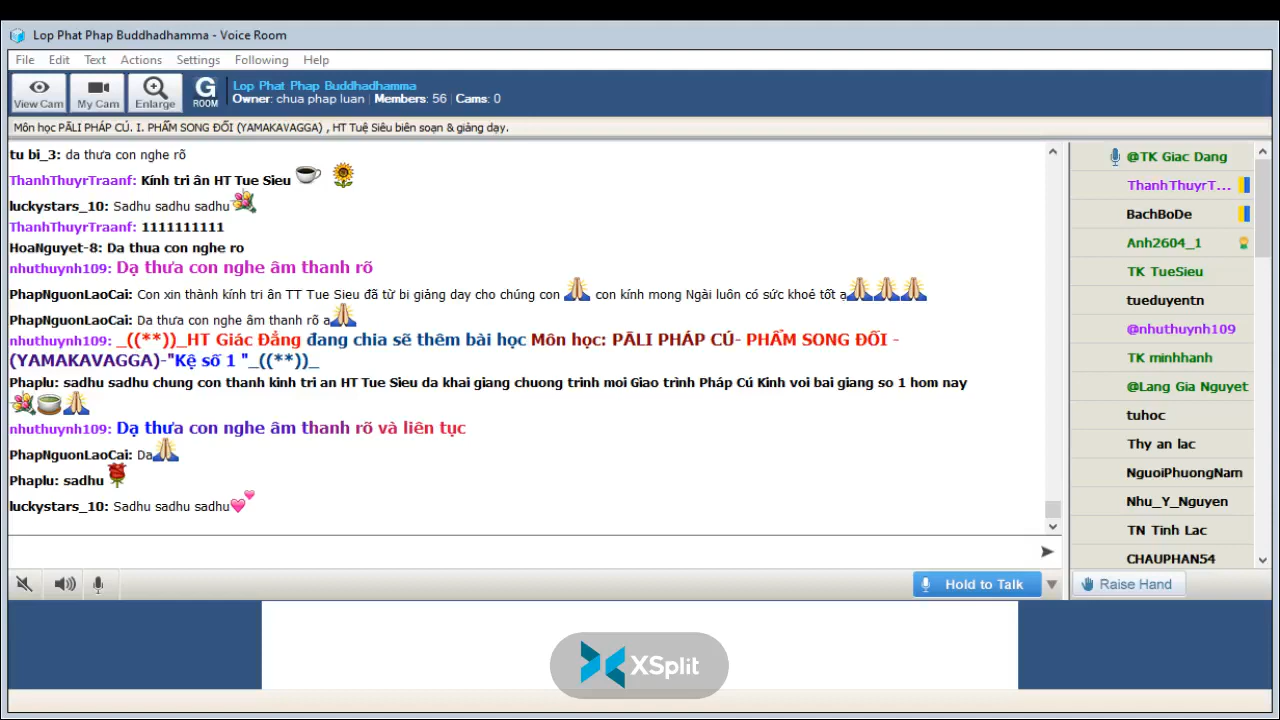 Lop Phat Phap Buddhadhamma - Voice Room
File Edit Text Actions Settings Following Help
View Cam My Cam Enlarge G ROOM
Lop Phat Phap Buddhadhamma
Owner: chua phap luan | Members: 56 | Cams: 0
Môn học PĀLI PHÁP CÚ. I. PHẨM SONG ĐỐI (YAMAKAVAGGA) , HT Tuệ Siêu biên soạn & giảng dạy.
tu bi_3: da thưa con nghe rõ
ThanhThuyrTraanf: Kính tri ân HT Tue Sieu
luckystars_10: Sadhu sadhu sadhu
ThanhThuyrTraanf: 1111111111
HoaNguyet-8: Da thua con nghe ro
nhuthuynh109: Dạ thưa con nghe âm thanh rõ
PhapNguonLaoCai: Con xin thành kính tri ân TT Tue Sieu đã từ bi giảng day cho chúng con con kính mong Ngài luôn có sức khoẻ tốt ạ
PhapNguonLaoCai: Da thưa con nghe âm thanh rõ a
nhuthuynh109: _((**))_HT Giác Đẳng đang chia sẽ thêm bài học Môn học: PĀLI PHÁP CÚ- PHẨM SONG ĐỐI -
(YAMAKAVAGGA)-"Kệ số 1 "_((**))_
Phaplu: sadhu sadhu chung con thanh kinh tri an HT Tue Sieu da khai giang chuong trinh moi Giao trình Pháp Cú Kinh voi bai giang so 1 hom nay
nhuthuynh109: Dạ thưa con nghe âm thanh rõ và liên tục
PhapNguonLaoCai: Da
Phaplu: sadhu
luckystars_10: Sadhu sadhu sadhu
@TK Giac Dang
ThanhThuyrT...
BachBoDe
Anh2604_1
TK TueSieu
tueduyentn
@nhuthuynh109
TK minhhanh
@Lang Gia Nguyet
tuhoc
Thy an lac
NguoiPhuongNam
Nhu_Y_Nguyen
TN Tinh Lac
CHAUPHAN54
Hold to Talk
Raise Hand
XSplit